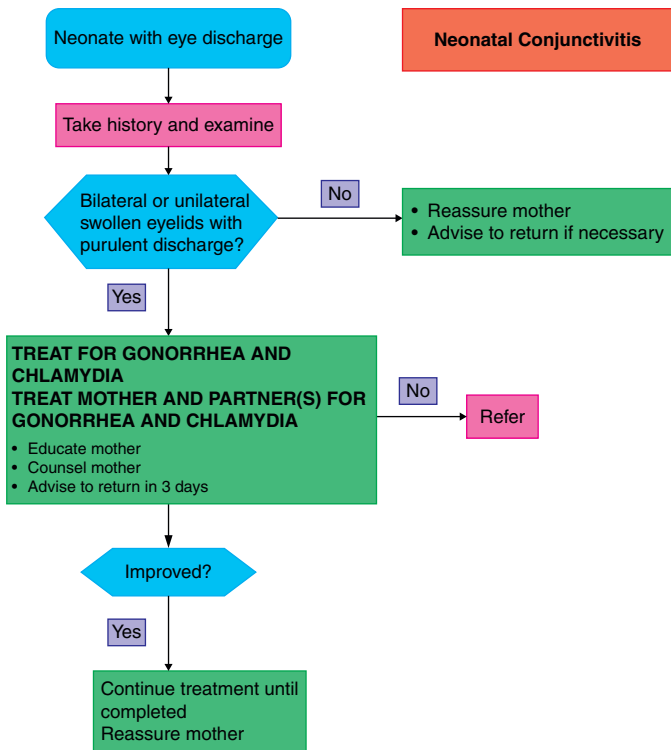 Neonate with eye discharge
Neonatal Conjunctivitis
Take history and examine
Bilateral or unilateral
swollen eyelids with
purulent discharge?
No
• Reassure mother
• Advise to return if necessary
Yes
TREAT FOR GONORRHEA AND
CHLAMYDIA
TREAT MOTHER AND PARTNER(S) FOR
GONORRHEA AND CHLAMYDIA
• Educate mother
• Counsel mother
• Advise to return in 3 days
No
Refer
Improved?
Yes
Continue treatment until
completed
Reassure mother